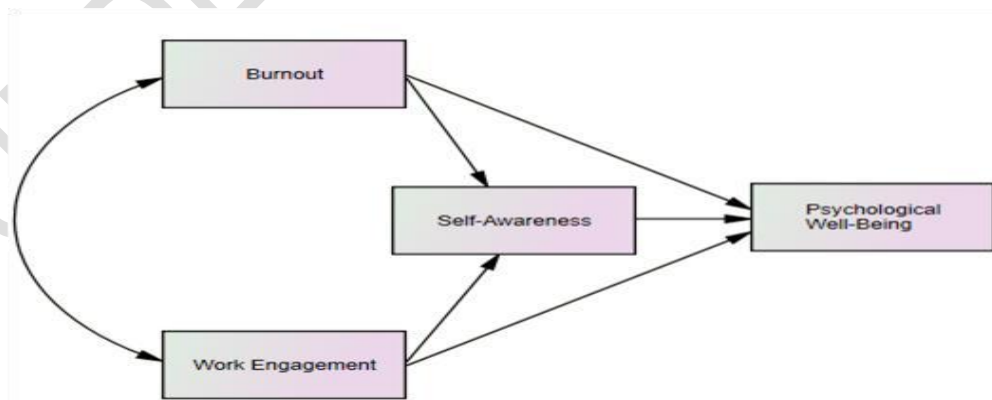 Burnout
Self-Awareness
Psychological
Well-Being
Work Engagement